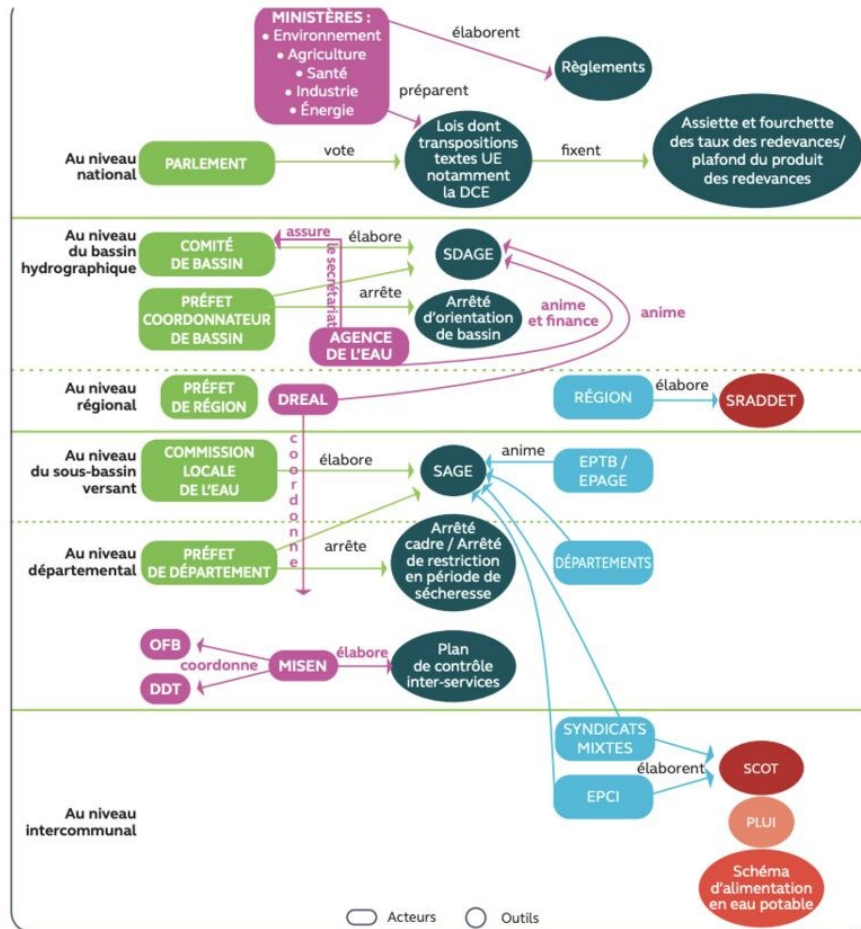 MINISTÈRES :
• Environnement
• Agriculture
• Santé
• Industrie
• Énergie
élaborent
Règlements
préparent
Au niveau
national
PARLEMENT
vote
Lois dont
transpositions
textes UE
notamment
la DCE
fixent
Assiette et fourchette
des taux des redevances/
plafond du produit
des redevances
Au niveau
du bassin
hydrographique
COMITÉ
DE BASSIN
assure
le secrétariat
élabore
SDAGE
PRÉFET
COORDONNATEUR
DE BASSIN
arrête
Arrêté
d'orientation
de bassin
AGENCE
DE L'EAU
anime
et finance
anime
Au niveau
régional
PRÉFET
DE RÉGION
DREAL
RÉGION
élabore
SRADDET
coordonne
Au niveau
du sous-bassin
versant
COMMISSION
LOCALE
DE L'EAU
élabore
SAGE
anime
EPTB /
EPAGE
Au niveau
départemental
PRÉFET
DE DÉPARTEMENT
arrête
Arrêté
cadre / Arrêté
de restriction
en période de
sécheresse
DÉPARTEMENTS
OFB
coordonne
DDT
MISEN
élabore
Plan
de contrôle
inter-services
Au niveau
intercommunal
SYNDICATS
MIXTES
élaborent
EPCI
SCOT
PLUI
Schéma
d'alimentation
en eau potable
Acteurs
Outils